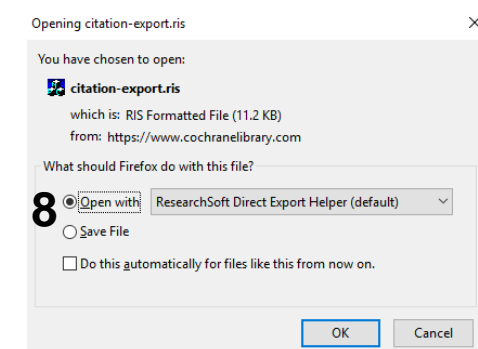 Opening citation-export.ris
You have chosen to open:
citation-export.ris
which is: RIS Formatted File (11.2 KB)
from: https://www.cochranelibrary.com
What should Firefox do with this file?
8 Open with ResearchSoft Direct Export Helper (default)
Save File
Do this automatically for files like this from now on.
OK Cancel